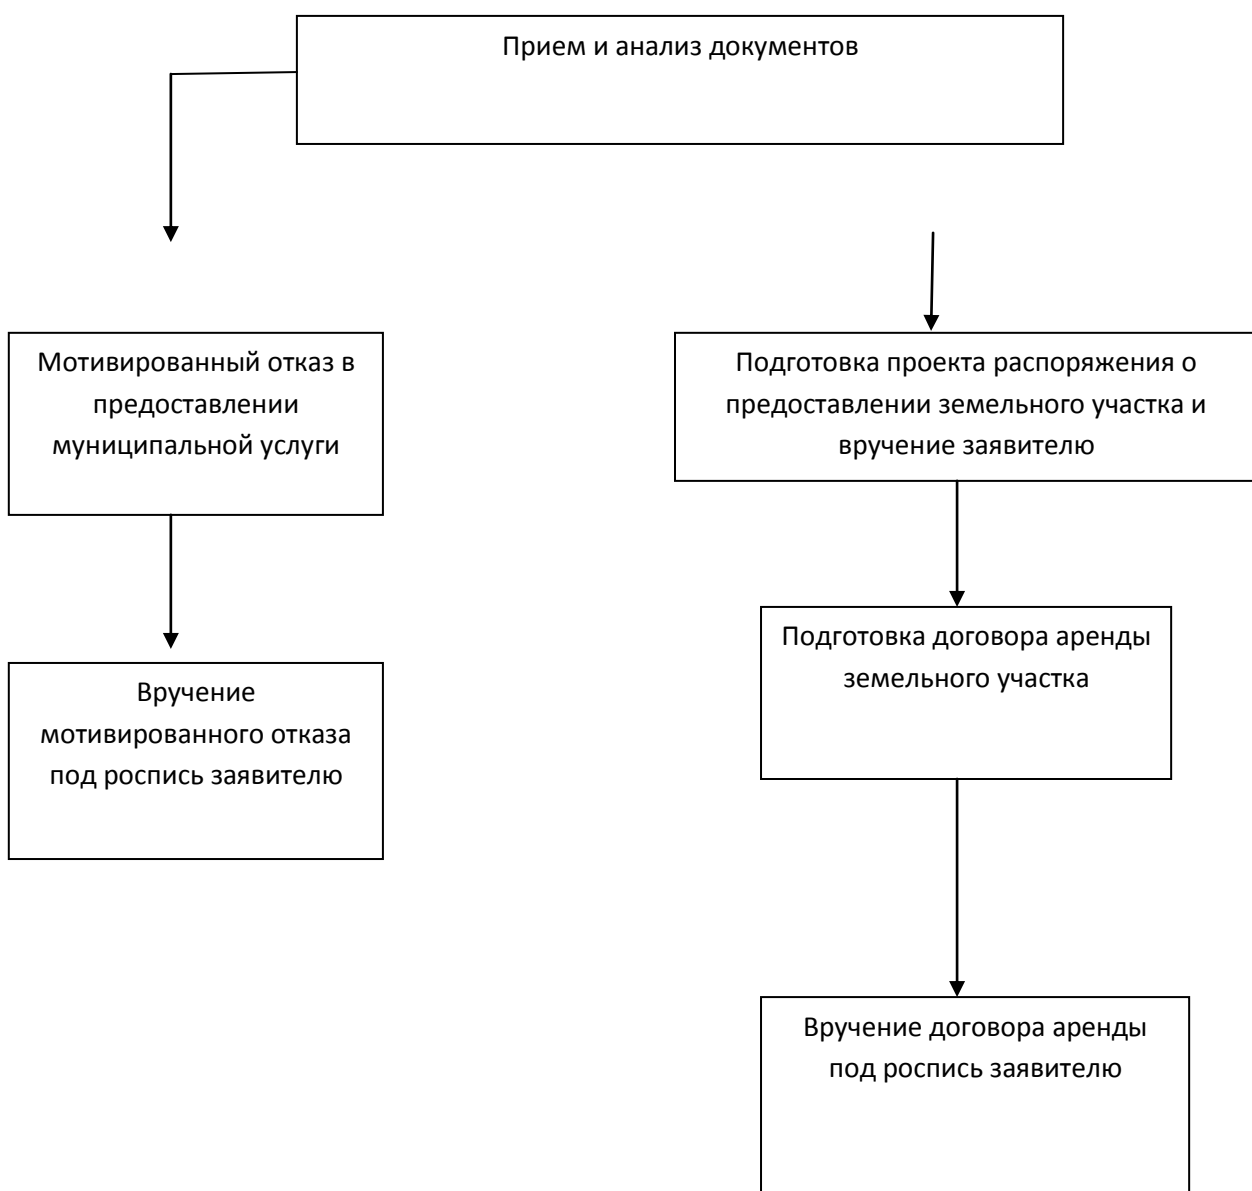 Прием и анализ документов
Мотивированный отказ в
предоставлении
муниципальной услуги
Подготовка проекта распоряжения о
предоставлении земельного участка и
вручение заявителю
Вручение
мотивированного отказа
под роспись заявителю
Подготовка договора аренды
земельного участка
Вручение договора аренды
под роспись заявителю